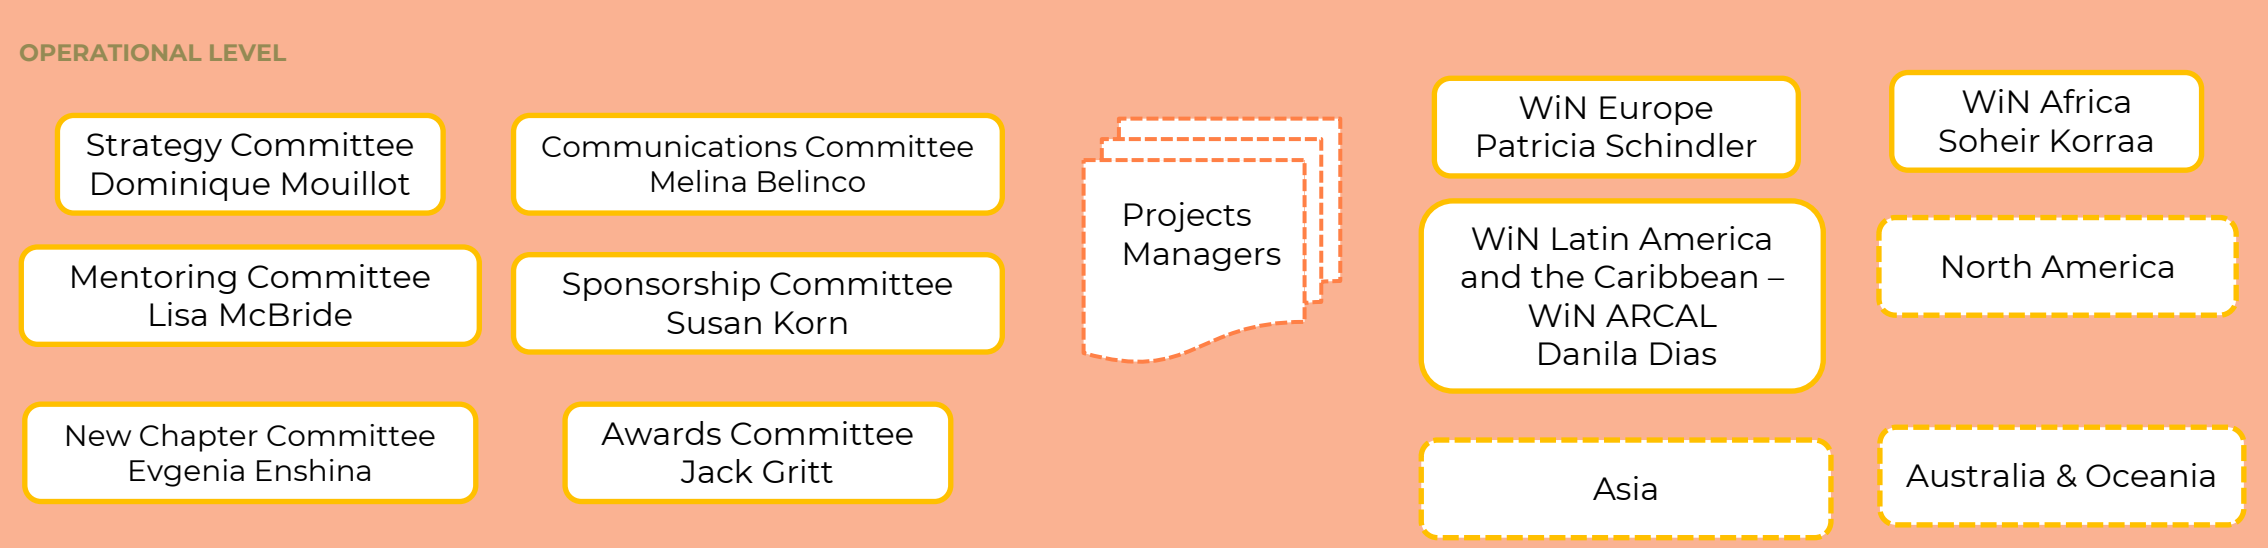 OPERATIONAL LEVEL
Strategy Committee
Dominique Mouillot
Communications Committee
Melina Belinco
Mentoring Committee
Lisa McBride
Sponsorship Committee
Susan Korn
New Chapter Committee
Evgenia Enshina
Awards Committee
Jack Gritt
Projects
Managers
WiN Europe
Patricia Schindler
WiN Africa
Soheir Korraa
WiN Latin America
and the Caribbean –
WiN ARCAL
Danila Dias
North America
Asia
Australia & Oceania